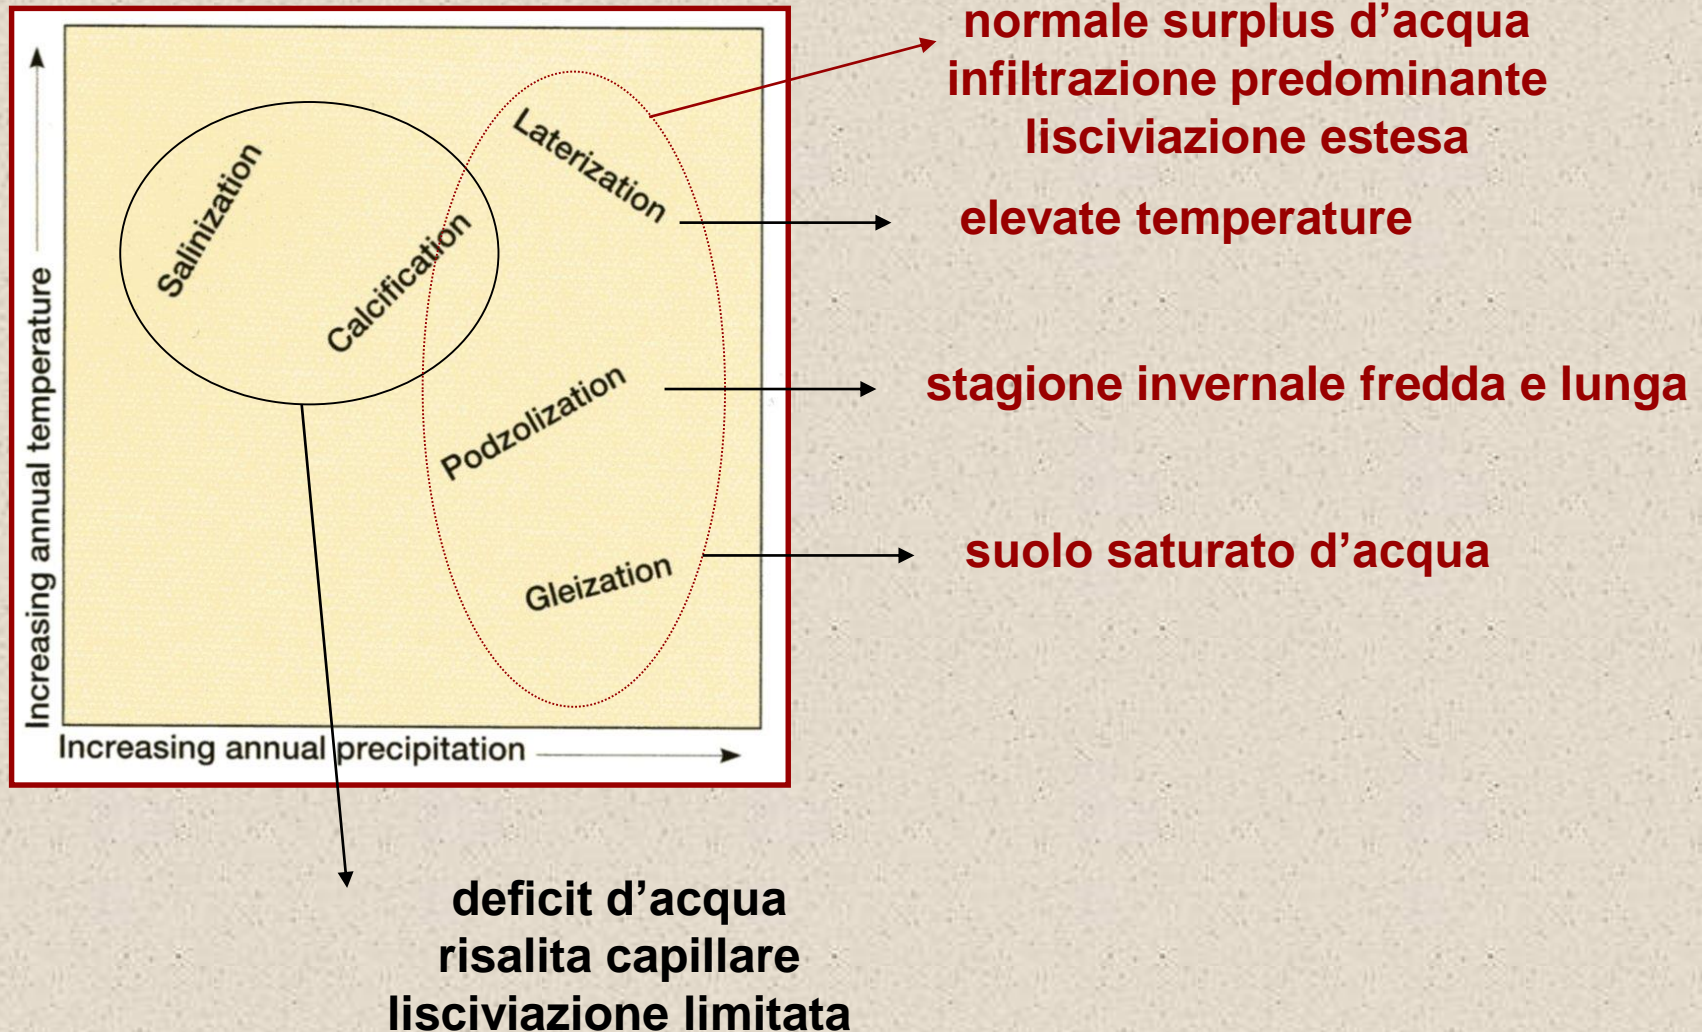 normale surplus d’acqua
infiltrazione predominante
lisciviazione estesa
Laterization
elevate temperature
Salinization
Calcification
Podzolization
stagione invernale fredda e lunga
Gleization
suolo saturato d’acqua
Increasing annual temperature
Increasing annual precipitation
deficit d’acqua
risalita capillare
lisciviazione limitata